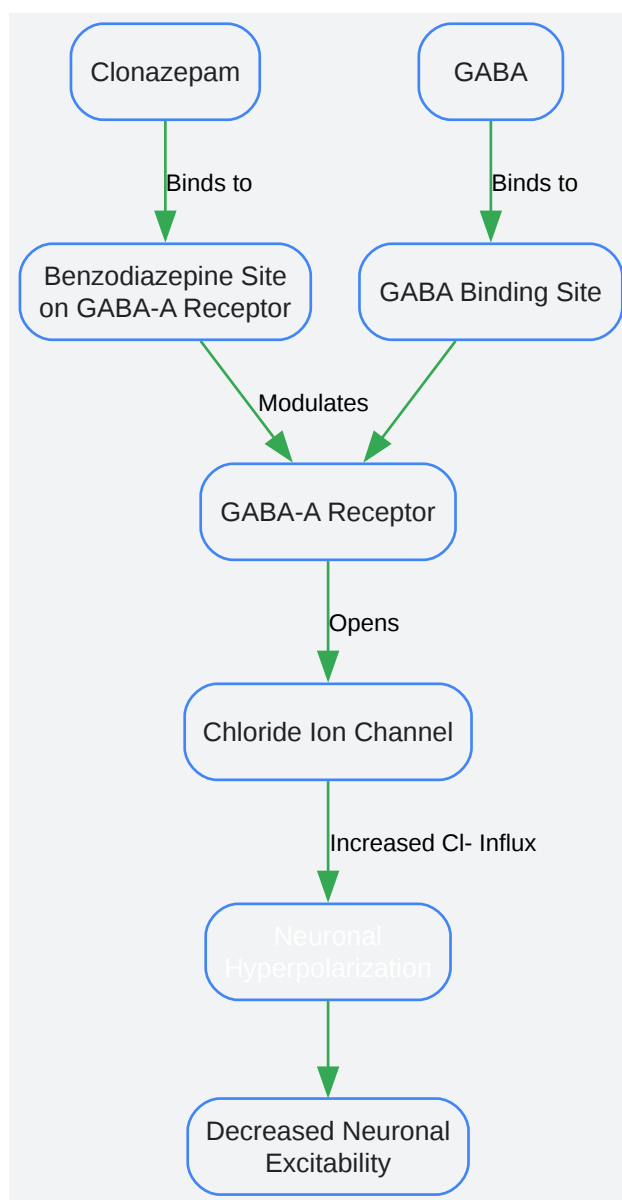 Clonazepam
GABA
Binds to
Binds to
Benzodiazepine Site
on GABA-A Receptor
GABA Binding Site
Modulates
GABA-A Receptor
Opens
Chloride Ion Channel
Increased Cl- Influx
Neuronal
Hyperpolarization
Decreased Neuronal
Excitability